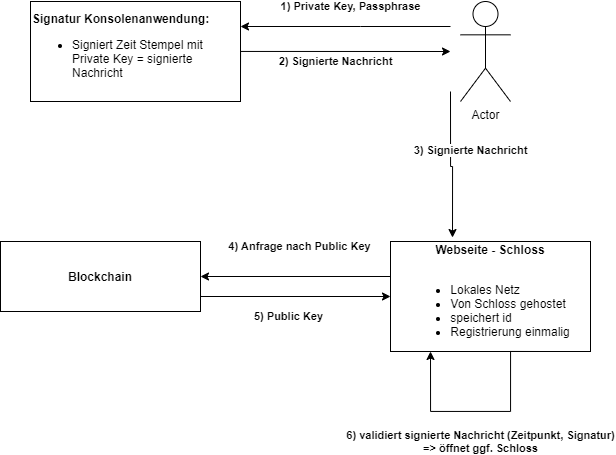 1) Private Key, Passphrase
Signatur Konsolenanwendung:
• Signiert Zeit Stempel mit
Private Key = signierte
Nachricht
2) Signierte Nachricht
Actor
3) Signierte Nachricht
4) Anfrage nach Public Key
Blockchain
5) Public Key
Webseite - Schloss
• Lokales Netz
• Von Schloss gehostet
• speichert id
• Registrierung einmalig
6) validiert signierte Nachricht (Zeitpunkt, Signatur)
=> öffnet ggf. Schloss